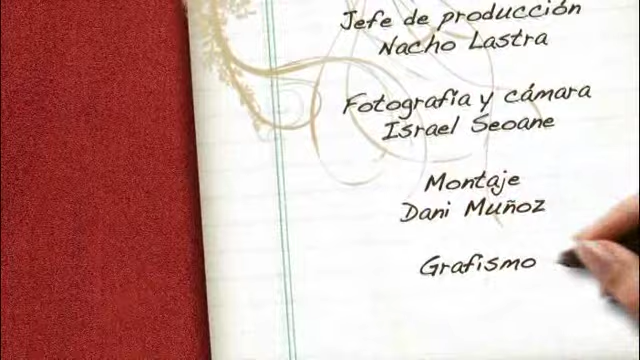 Jefe de producción
Nacho Lastra
Fotografía y cámara
Israel Seoane
Montaje
Dani Muñoz
Grafismo